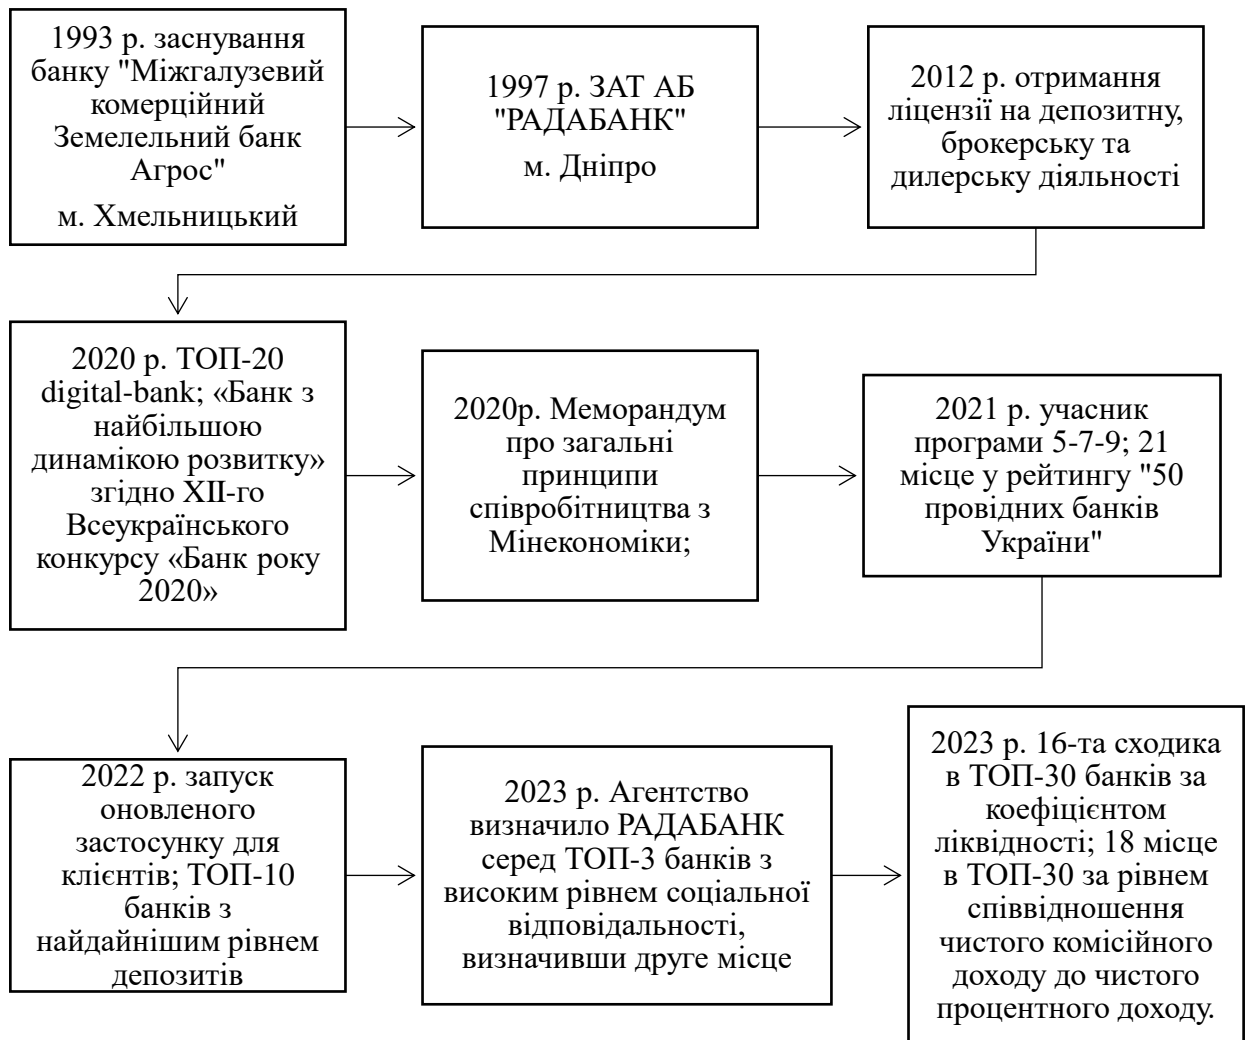 1993 р. заснування
банку "Міжгалузевий
комерційний
Земелельний банк
Агрос"
м. Хмельницький
1997 р. ЗАТ АБ
"РАДАБАНК"
м. Дніпро
2012 р. отримання
ліцензії на депозитну,
брокерську та
дилерську діяльності
2020 р. ТОП-20
digital-bank; «Банк з
найбільшою
динамікою розвитку»
згідно XII-го
Всеукраїнського
конкурсу «Банк року
2020»
2020р. Меморандум
про загальні
принципи
співробітництва з
Мінекономіки;
2021 р. учасник
програми 5-7-9; 21
місце у рейтингу "50
провідних банків
України"
2022 р. запуск
оновленого
застосунку для
клієнтів; ТОП-10
банків з
найдайнішим рівнем
депозитів
2023 р. Агентство
визначило РАДАБАНК
серед ТОП-3 банків з
високим рівнем соціальної
відповідальності,
визначивши друге місце
2023 р. 16-та сходика
в ТОП-30 банків за
коефіцієнтом
ліквідності; 18 місце
в ТОП-30 за рівнем
співвідношення
чистого комісійного
доходу до чистого
процентного доходу.